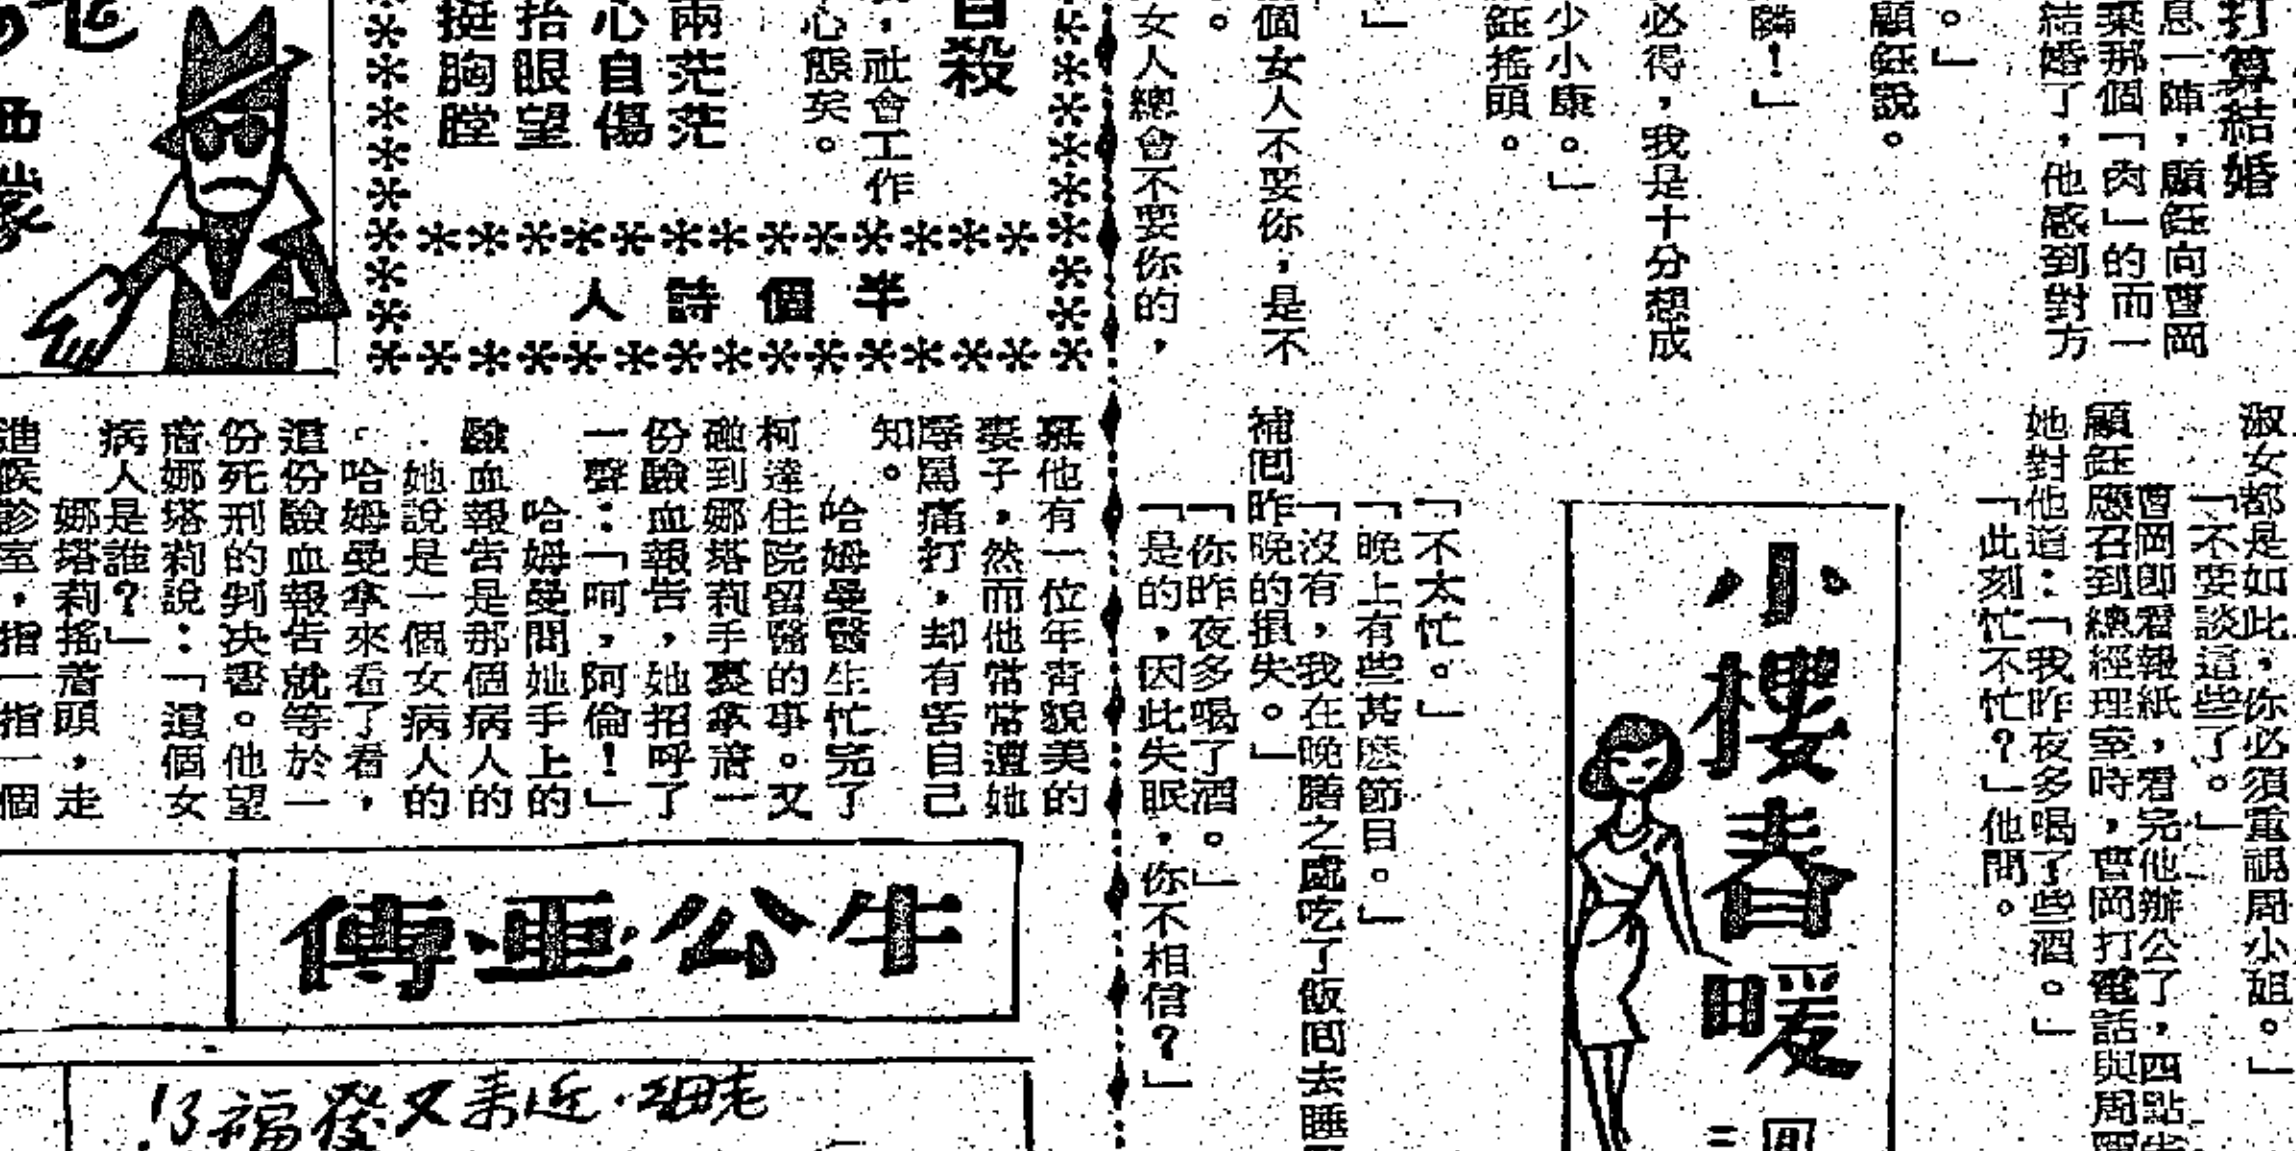 打算結婚
息一陣，顧鈺向曹岡
棄那個「肉」的而一
結婚了，他感到對方
。」
顧鈺說。
必得，我是十分想成
少小康。」
鈺搖頭。
個女人不要你，是不
女人總會不要你的，
淑女都是如此，你必須重視周小姐。」
「不要談這些了。」
曹岡即看報紙，看完他辦公了，四點半
顧鈺應召到總經理室時，曹岡打電話與周
她對他道：「我昨夜多喝了些酒。」
「此刻忙不忙？」他問。
小樓春暖
「不太忙。」
「晚上有些甚麽節目。」
「沒有，我在晚膳之處吃了飯回去睡
補回昨晚的損失。」
「你昨夜多喝了酒。」
「是的，因此失眠，你不相信？」
自殺
，社會工作
心態矣。
兩茫茫
心自傷
抬眼望
挺胸膛
半個詩人
他有一位年青貌美的
妻子，然而他常常遭她
辱罵痛打，却有苦自己
知。
哈姆曼醫生忙完了
柯達住院留醫的事。又
碰到娜塔莉手裏拿著一
份驗血報告，她招呼了
一聲：「呵，阿倫！」
哈姆曼問她手上的
驗血報告是那個病人的
她說是一個女病人的
哈姆曼拿來看了看，
這份驗血報告就等於一
份死刑的判決書。他望
着娜塔莉說：「這個女
病人是誰？」
娜塔莉搖著頭，走
進候診室，指一指一個
牛公亞傳
老細．近來又發福了！